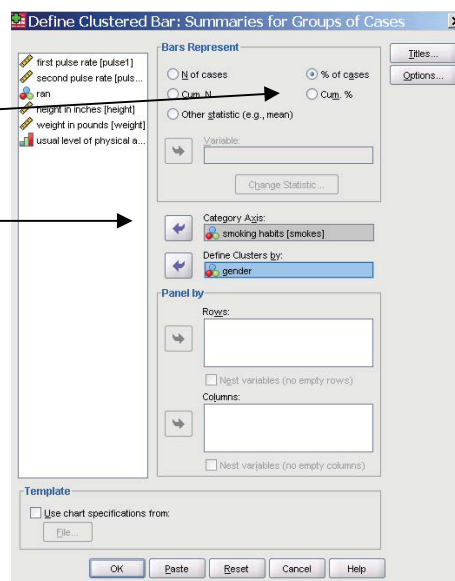 Define Clustered Bar: Summaries for Groups of Cases
first pulse rate [pulse1]
second pulse rate [puls...
ran
height in inches [height]
weight in pounds [weight]
usual level of physical a...
Bars Represent
N of cases
% of cases
Cum. N
Cum. %
Other statistic (e.g., mean)
Variable:
Change Statistic...
Category Axis:
smoking habits [smokes]
Define Clusters by:
gender
Panel by
Rows:
Nest variables (no empty rows)
Columns:
Nest variables (no empty columns)
Titles...
Options...
Template
Use chart specifications from:
File...
OK
Paste
Reset
Cancel
Help